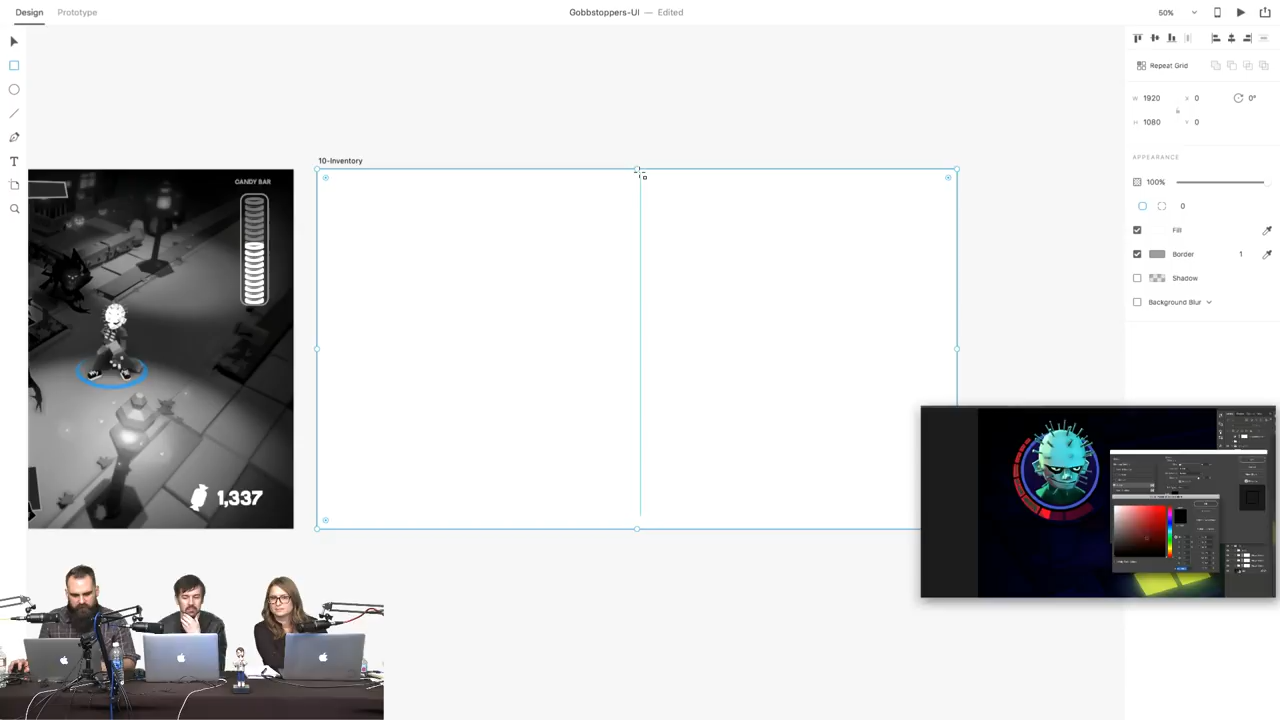 Design
Prototype
Gobbstoppers-UI — Edited
50%
Repeat Grid
W 1920 X 0 0°
H 1080 Y 0
APPEARANCE
100%
0
Fill
Border 1
Shadow
Background Blur
T
10-Inventory
CANDY BAR
1,337